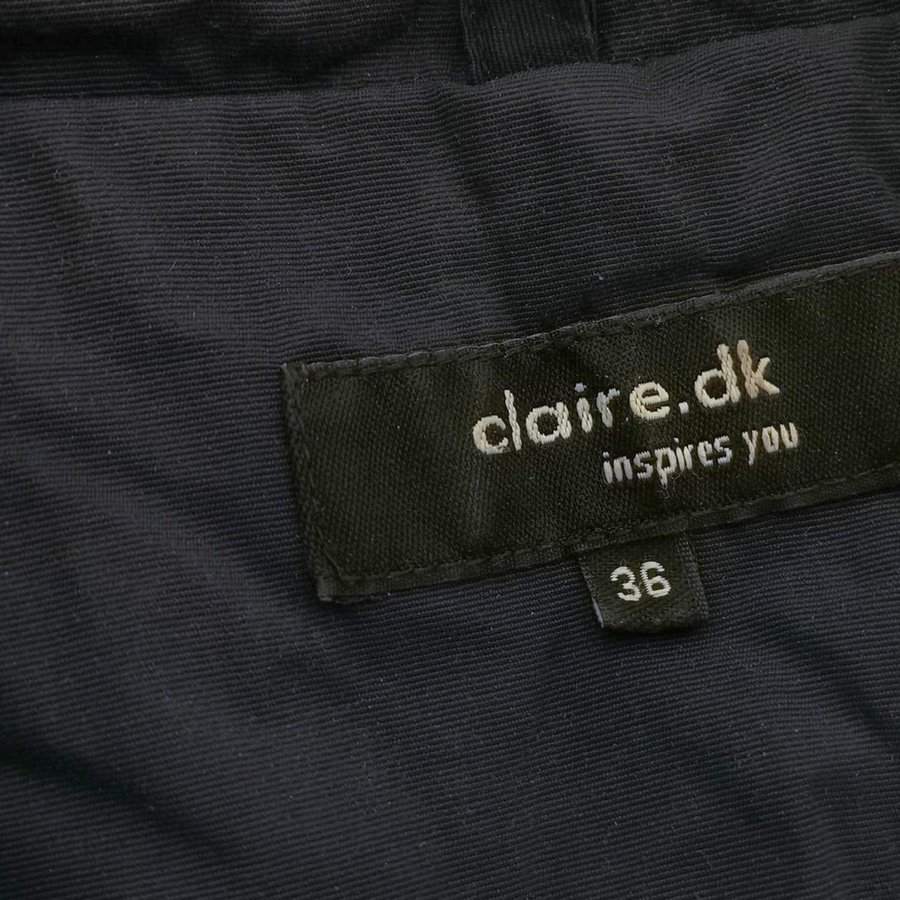 claire.dk
inspires you
36